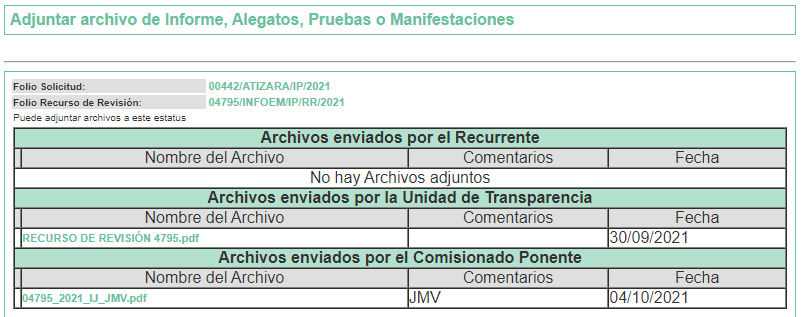 Adjuntar archivo de Informe, Alegatos, Pruebas o Manifestaciones
Folio Solicitud: 00442/ATIZARA/IP/2021
Folio Recurso de Revisión: 04795/INFOEM/IP/RR/2021
Puede adjuntar archivos a este estatus
Archivos enviados por el Recurrente
Nombre del Archivo Comentarios Fecha
No hay Archivos adjuntos
Archivos enviados por la Unidad de Transparencia
Nombre del Archivo Comentarios Fecha
RECURSO DE REVISIÓN 4795.pdf 30/09/2021
Archivos enviados por el Comisionado Ponente
Nombre del Archivo Comentarios Fecha
04795_2021_IJ_JMV.pdf JMV 04/10/2021